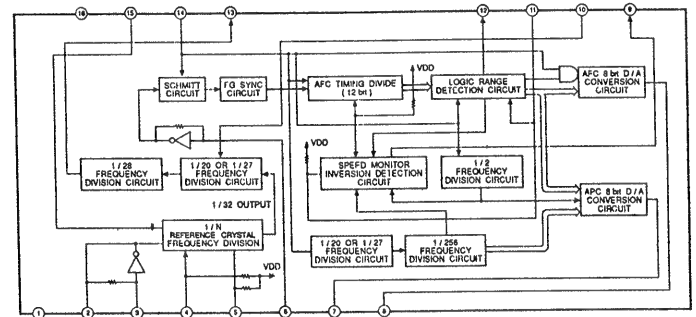 16 15 14 13 12 11 10 9
SCHMITT
CIRCUIT
FG SYNC
CIRCUIT
AFC TIMING DIVIDE
(12 bit)
VDD
LOGIC RANGE
DETECTION CIRCUIT
AFC 8 bit D/A
CONVERSION
CIRCUIT
VDD
1/28
FREQUENCY
DIVISION CIRCUIT
1/20 OR 1/27
FREQUENCY
DIVISION CIRCUIT
SPEED MONITOR
INVERSION DETECTION
CIRCUIT
1/2
FREQUENCY
DIVISION CIRCUIT
1/32 OUTPUT
APC 8 bit D/A
CONVERSION
CIRCUIT
1/N
REFERENCE CRYSTAL
FREQUENCY DIVISION
1/20 OR 1/27
FREQUENCY
DIVISION CIRCUIT
1/256
FREQUENCY
DIVISION CIRCUIT
VDD
1 2 3 4 5 6 7 8